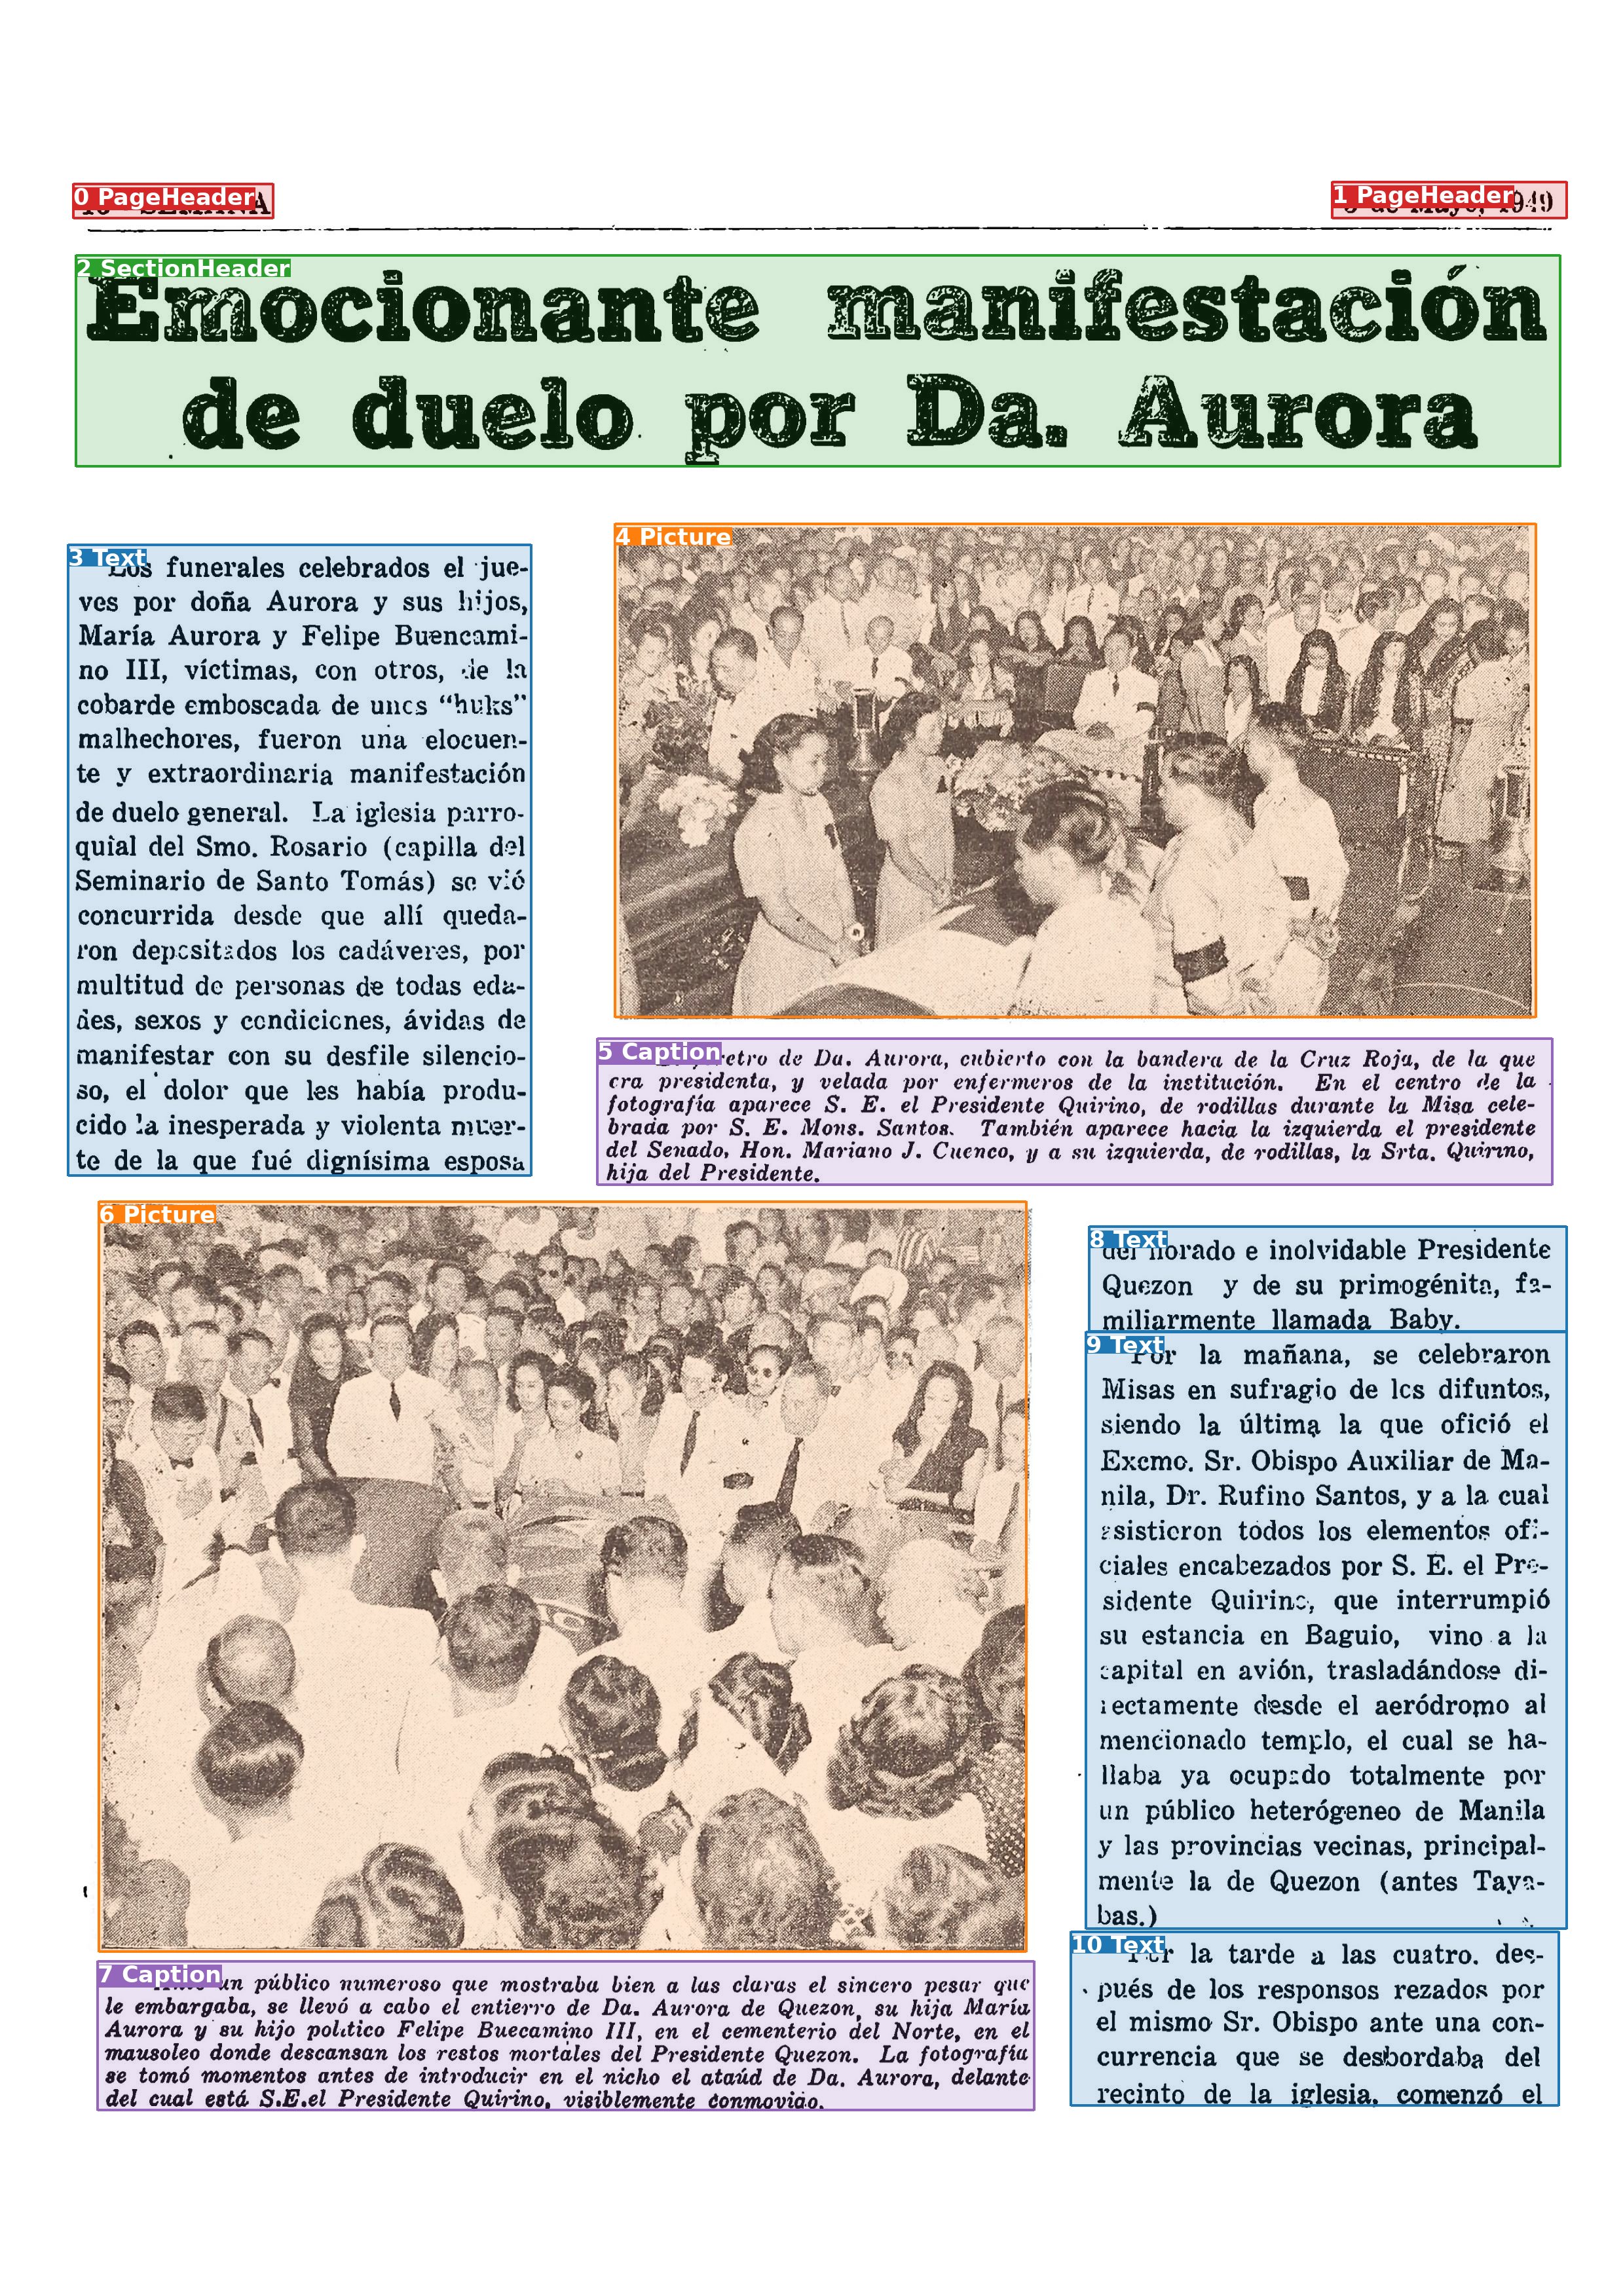 SEMANA
1949
Emocionante manifestación
de duelo por Da. Aurora
Los funerales celebrados el jue-
ves por doña Aurora y sus hijos,
María Aurora y Felipe Buencami-
no III, víctimas, con otros, de la
cobarde emboscada de unos "huks"
malhechores, fueron una elocuen-
te y extraordinaria manifestación
de duelo general. La iglesia parro-
quial del Smo. Rosario (capilla del
Seminario de Santo Tomás) se vió
concurrida desde que allí queda-
ron depositados los cadáveres, por
multitud de personas de todas eda-
des, sexos y condiciones, ávidas de
manifestar con su desfile silencio-
so, el dolor que les había produ-
cido la inesperada y violenta muer-
te de la que fué dignísima esposa
de Da. Aurora, cubierto con la bandera de la Cruz Roja, de la que
era presidenta, y velada por enfermeros de la institución. En el centro de la
fotografía aparece S. E. el Presidente Quirino, de rodillas durante la Misa cele-
brada por S. E. Mons. Santos. También aparece hacia la izquierda el presidente
del Senado, Hon. Mariano J. Cuenco, y a su izquierda, de rodillas, la Srta. Quirino,
hija del Presidente.
un público numeroso que mostraba bien a las claras el sincero pesar que
le embargaba, se llevó a cabo el entierro de Da. Aurora de Quezon, su hija María
Aurora y su hijo político Felipe Buecamino III, en el cementerio del Norte, en el
mausoleo donde descansan los restos mortales del Presidente Quezon. La fotografía
se tomó momentos antes de introducir en el nicho el ataúd de Da. Aurora, delante
del cual está S.E.el Presidente Quirino, visiblemente conmovido.
del llorado e inolvidable Presidente
Quezon y de su primogénita, fa-
miliarmente llamada Baby.
Por la mañana, se celebraron
Misas en sufragio de los difuntos,
siendo la última la que ofició el
Excmo. Sr. Obispo Auxiliar de Ma-
nila, Dr. Rufino Santos, y a la cual
asistieron todos los elementos ofi-
ciales encabezados por S. E. el Pre-
sidente Quirino, que interrumpió
su estancia en Baguio, vino a la
capital en avión, trasladándose di-
rectamente desde el aeródromo al
mencionado templo, el cual se ha-
llaba ya ocupado totalmente por
un público heterógeneo de Manila
y las provincias vecinas, principal-
mente la de Quezon (antes Taya-
bas.)
Por la tarde a las cuatro. des-
pués de los responsos rezados por
el mismo Sr. Obispo ante una con-
currencia que se desbordaba del
recinto de la iglesia, comenzó el